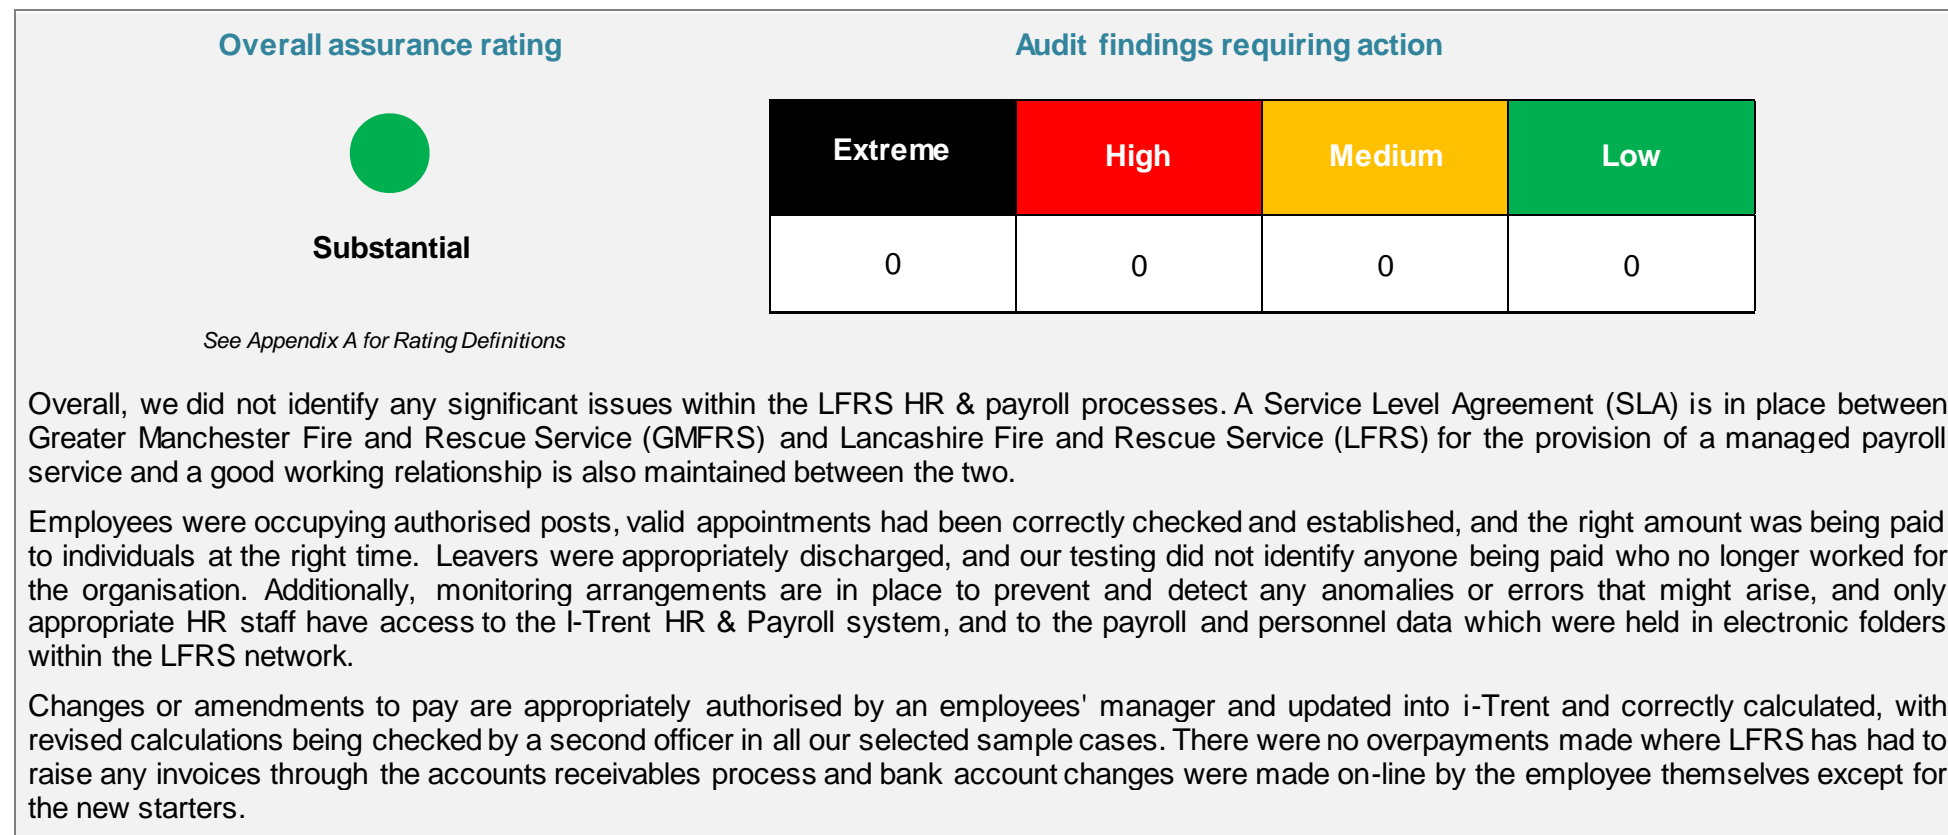 Overall assurance rating
Audit findings requiring action
Extreme
High
Medium
Low
Substantial
0
0
0
0
See Appendix A for Rating Definitions
Overall, we did not identify any significant issues within the LFRS HR & payroll processes. A Service Level Agreement (SLA) is in place between
Greater Manchester Fire and Rescue Service (GMFRS) and Lancashire Fire and Rescue Service (LFRS) for the provision of a managed payroll
service and a good working relationship is also maintained between the two.
Employees were occupying authorised posts, valid appointments had been correctly checked and established, and the right amount was being paid
to individuals at the right time. Leavers were appropriately discharged, and our testing did not identify anyone being paid who no longer worked for
the organisation. Additionally, monitoring arrangements are in place to prevent and detect any anomalies or errors that might arise, and only
appropriate HR staff have access to the I-Trent HR & Payroll system, and to the payroll and personnel data which were held in electronic folders
within the LFRS network.
Changes or amendments to pay are appropriately authorised by an employees' manager and updated into i-Trent and correctly calculated, with
revised calculations being checked by a second officer in all our selected sample cases. There were no overpayments made where LFRS has had to
raise any invoices through the accounts receivables process and bank account changes were made on-line by the employee themselves except for
the new starters.